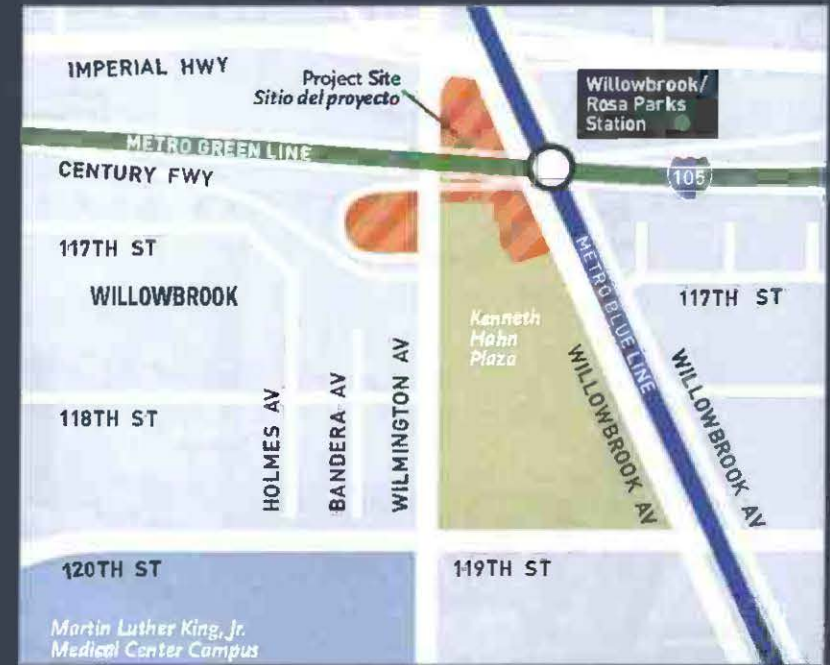 IMPERIAL HWY
Project Site
Sitio del proyecto
Willowbrook/
Rosa Parks
Station
METRO GREEN LINE
CENTURY FWY
105
117TH ST
WILLOWBROOK
117TH ST
METRO BLUE LINE
Kenneth
Hahn
Plaza
WILLOWBROOK AV
WILLOWBROOK AV
118TH ST
HOLMES AV
BANDERA AV
WILMINGTON AV
120TH ST
119TH ST
Martin Luther King, Jr.
Medical Center Campus